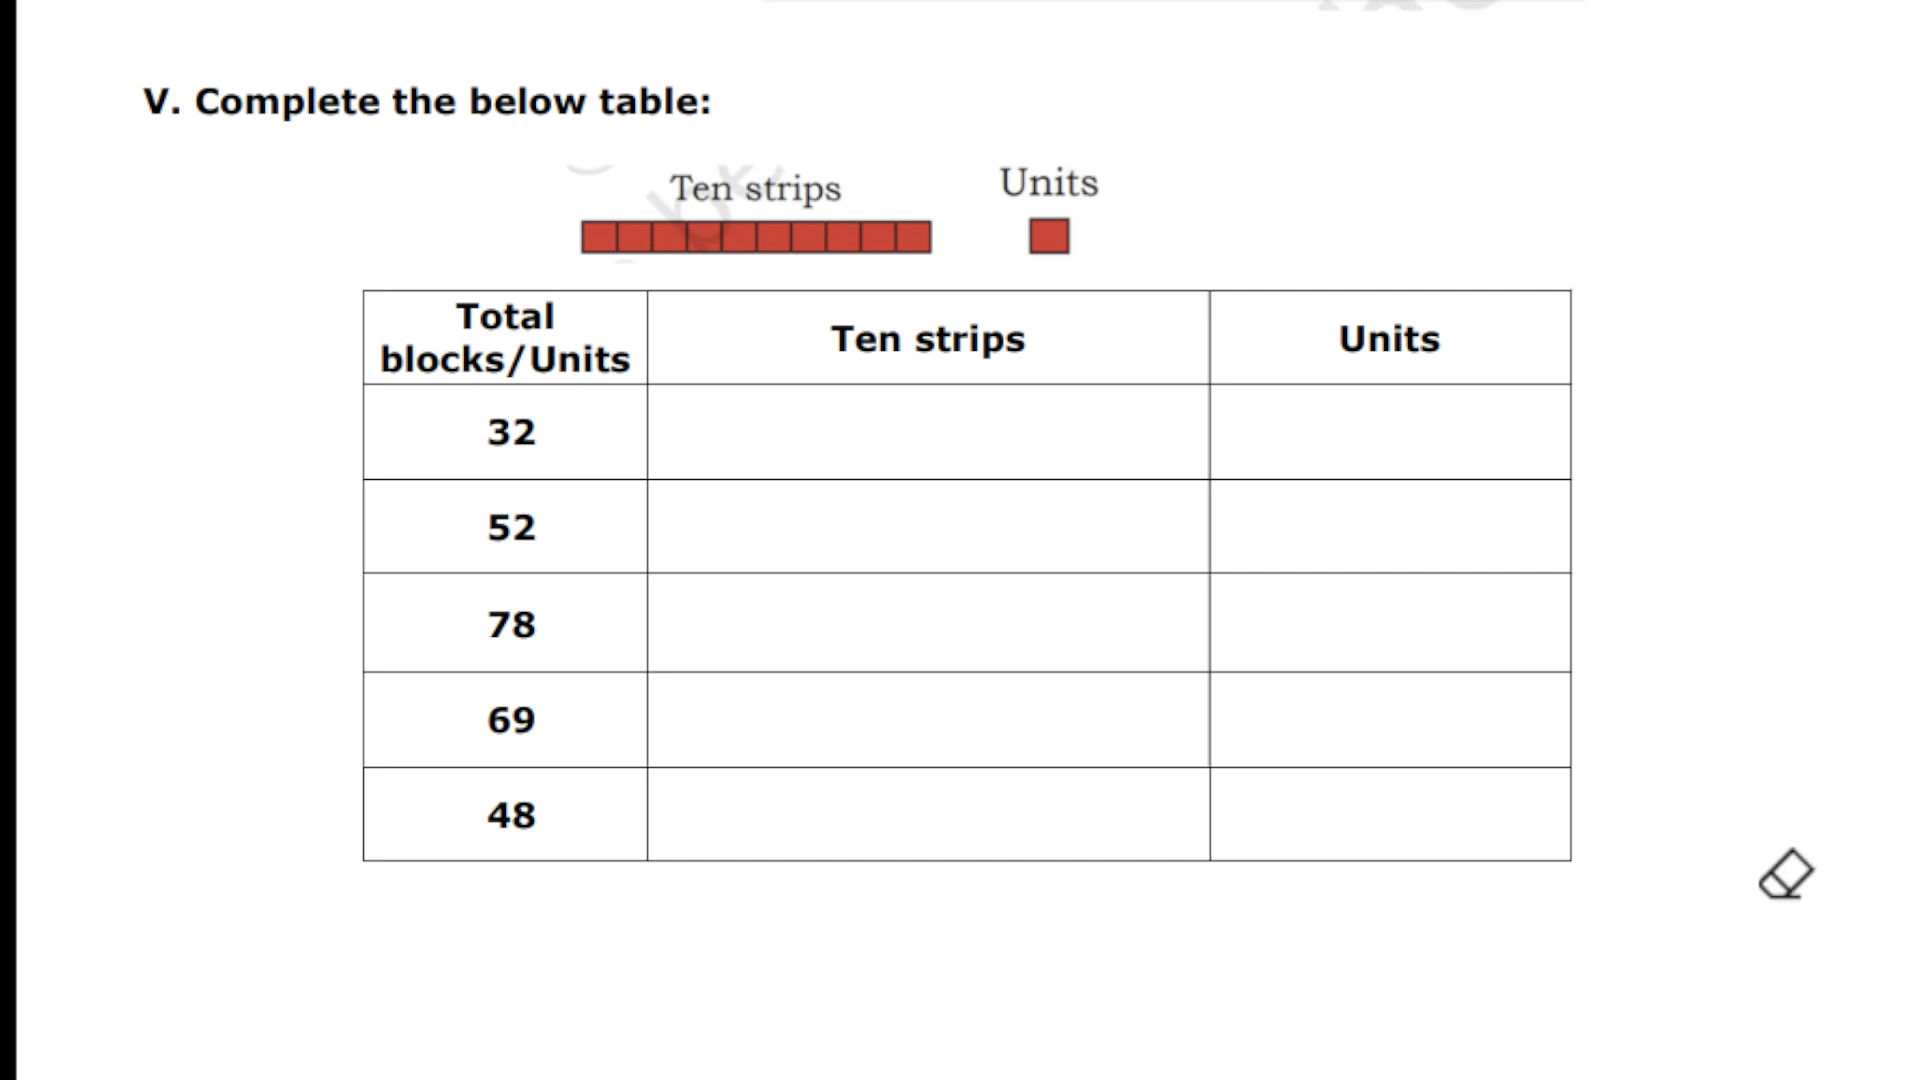 V. Complete the below table:
Ten strips
Units
Total
blocks/Units
Ten strips
Units
32
52
78
69
48